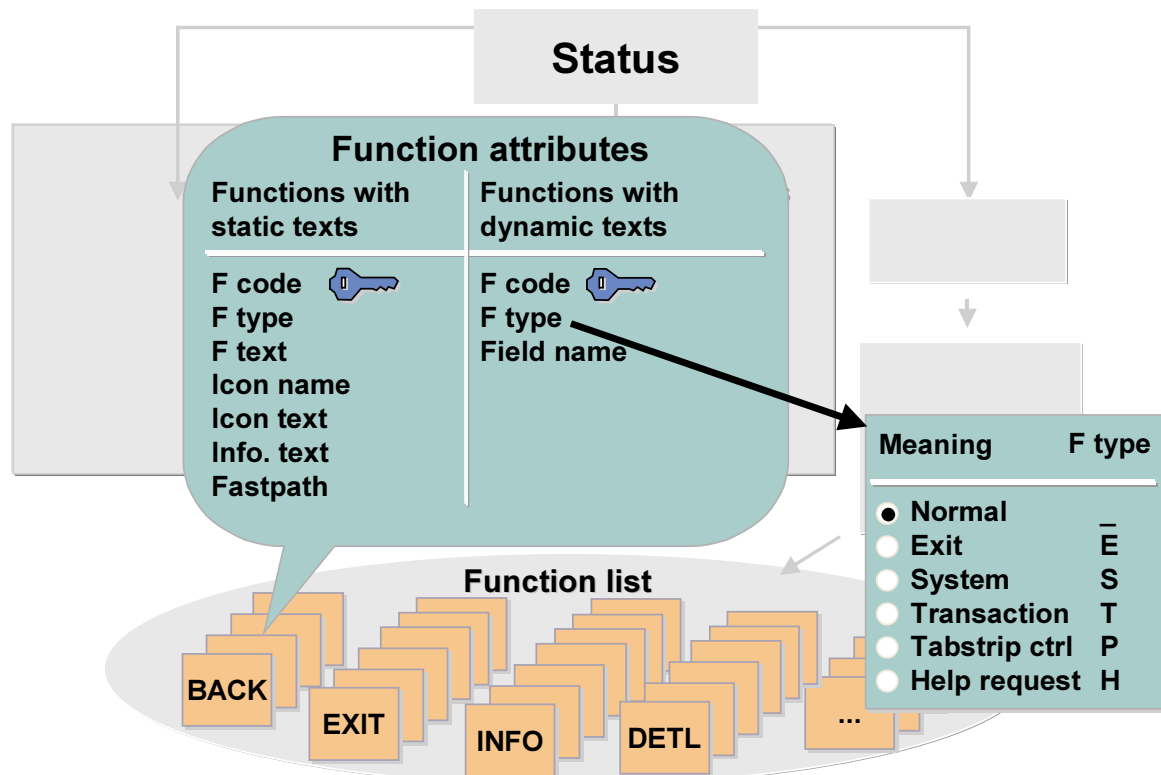 Status
Function attributes
Functions with
static texts
Functions with
dynamic texts
F code
F type
F text
Icon name
Icon text
Info. text
Fastpath
F code
F type
Field name
Meaning F type
Normal _
Exit E
System S
Transaction T
Tabstrip ctrl P
Help request H
Function list
BACK
EXIT
INFO
DETL
...